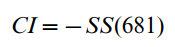 CI = − SS(681)